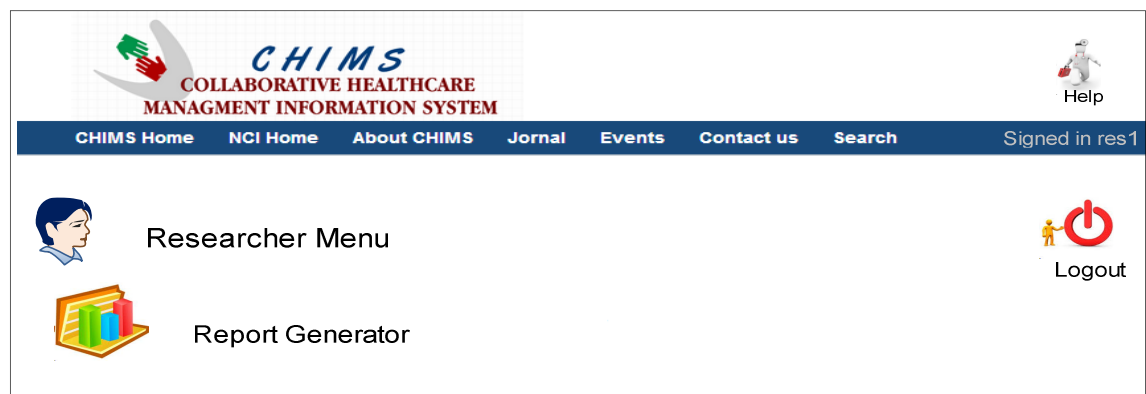 CHIMS
COLLABORATIVE HEALTHCARE
MANAGMENT INFORMATION SYSTEM
Help
CHIMS Home NCI Home About CHIMS Jornal Events Contact us Search Signed in res1
Researcher Menu
Logout
Report Generator